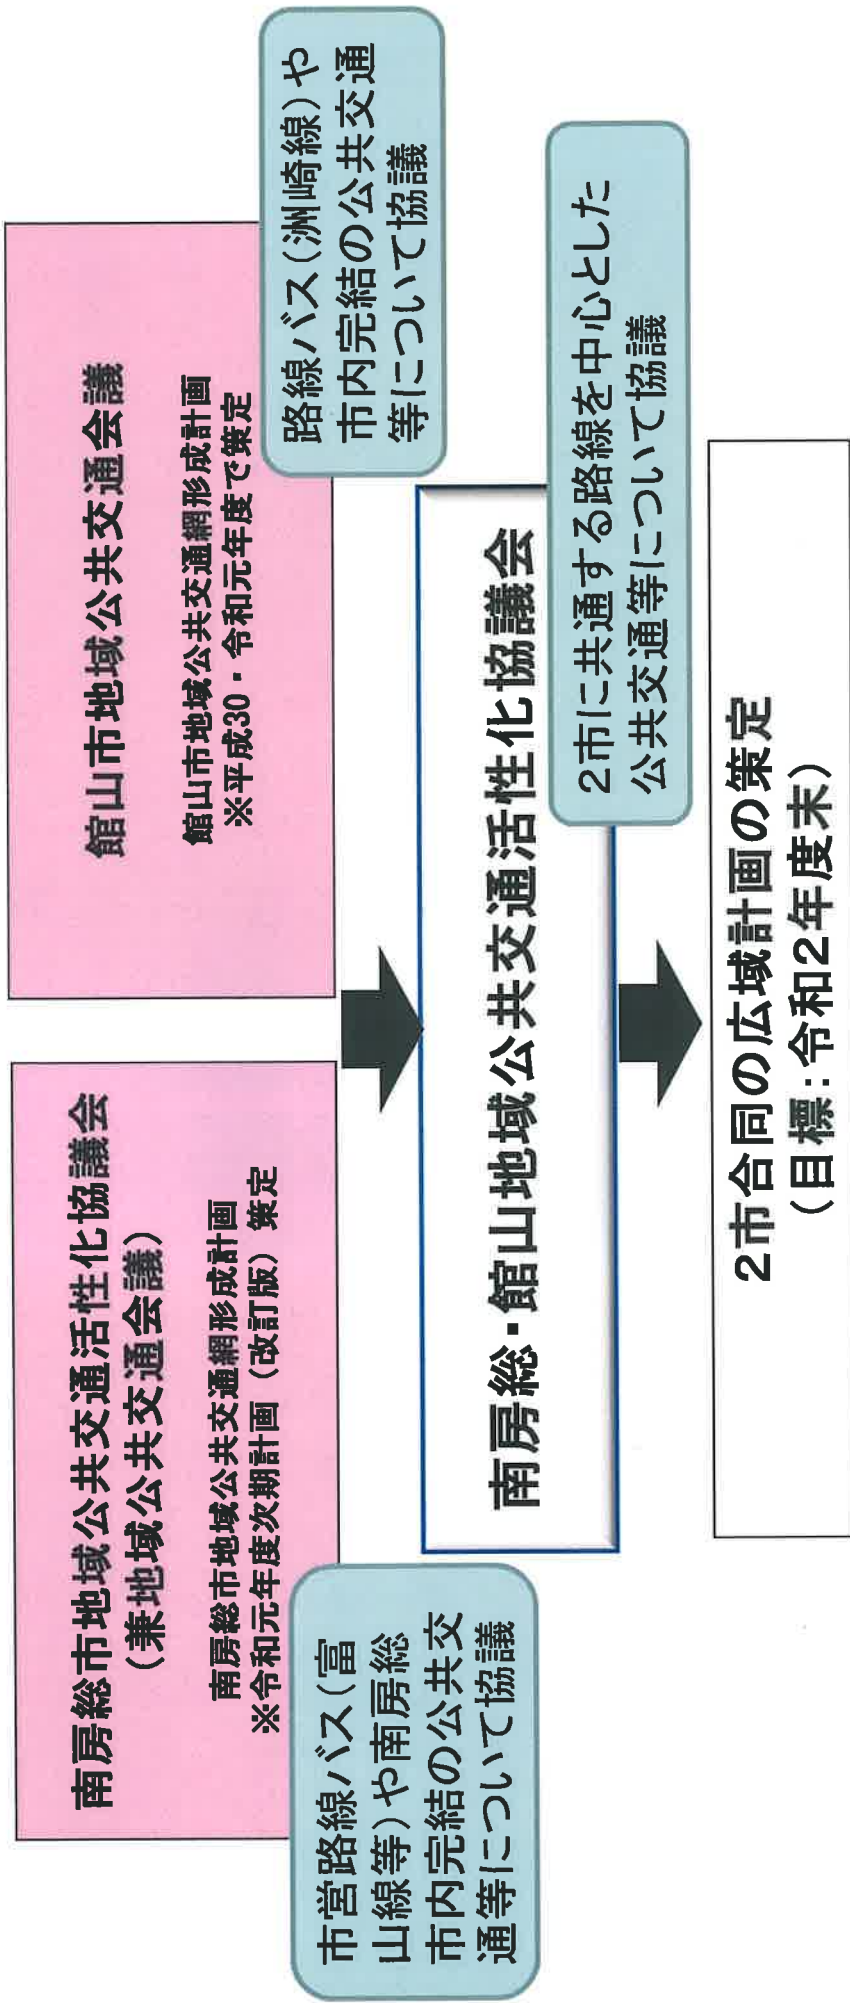 南房総市地域公共交通活性化協議会
（兼地域公共交通会議）
南房総市地域公共交通網形成計画
※令和元年度次期計画（改訂版）策定
市営路線バス（富
山線等）や南房総
市内完結の公共交
通等について協議
館山市地域公共交通会議
館山市地域公共交通網形成計画
※平成30・令和元年度で策定
路線バス（洲崎線）や
市内完結の公共交通
等について協議
南房総・館山地域公共交通活性化協議会
2市に共通する路線を中心とした
公共交通等について協議
2市合同の広域計画の策定
（目標：令和2年度末）